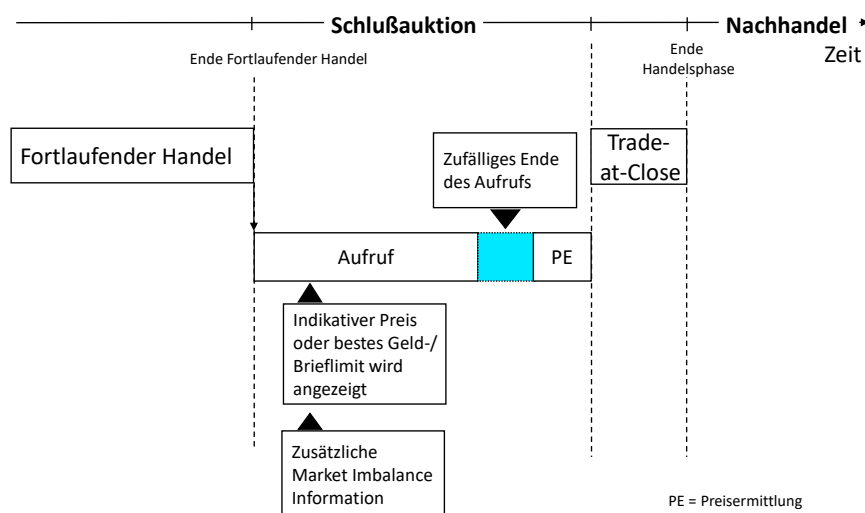 Schlußauktion
Nachhandel
Ende Fortlaufender Handel
Ende
Handelsphase
Zeit
Fortlaufender Handel
Zufälliges Ende
des Aufrufs
Trade-
at-Close
Aufruf
PE
Indikativer Preis
oder bestes Geld-/
Brieflimit wird
angezeigt
Zusätzliche
Market Imbalance
Information
PE = Preisermittlung